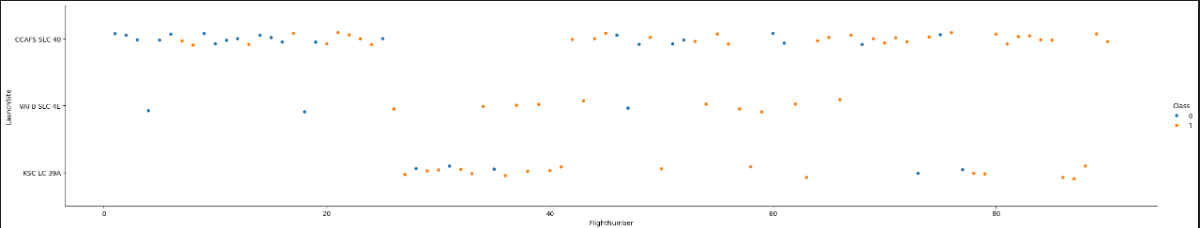 CCAFS SLC 40
VAFB SLC 4E
KSC LC 39A
LaunchSite
0 20 40 60 80
FlightNumber
Class
0
1